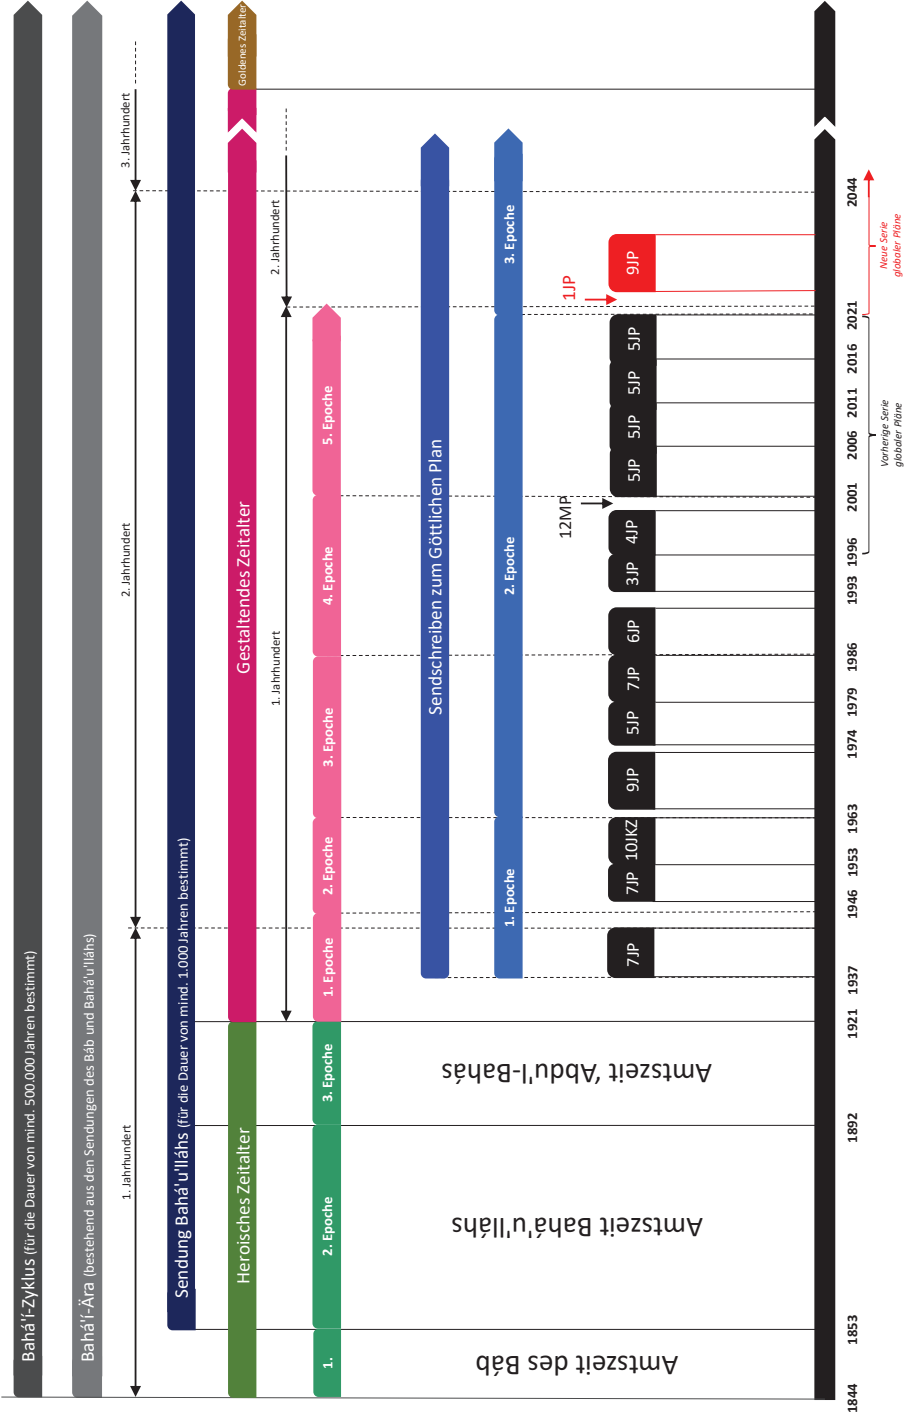 Bahá'í-Zyklus (für die Dauer von mind. 500.000 Jahren bestimmt)
Bahá'í-Ära (bestehend aus den Sendungen des Báb und Bahá'u'lláhs)
1. Jahrhundert
2. Jahrhundert
3. Jahrhundert
Sendung Bahá'u'lláhs (für die Dauer von mind. 1.000 Jahren bestimmt)
Heroisches Zeitalter
Gestaltendes Zeitalter
Goldenes Zeitalter
1. Jahrhundert
2. Jahrhundert
1.
2. Epoche
3. Epoche
1. Epoche
2. Epoche
3. Epoche
4. Epoche
5. Epoche
Sendschreiben zum Göttlichen Plan
1. Epoche
2. Epoche
3. Epoche
Amtszeit des Báb
Amtszeit Bahá'u'lláhs
Amtszeit 'Abdu'l-Bahás
12MP
1JP
7JP
7JP
10JKZ
9JP
5JP
7JP
6JP
3JP
4JP
5JP
5JP
5JP
5JP
9JP
1844
1853
1892
1921
1937
1946
1953
1963
1974
1979
1986
1993
1996
2001
2006
2011
2016
2021
2044
Vorherige Serie
globaler Pläne
Neue Serie
globaler Pläne